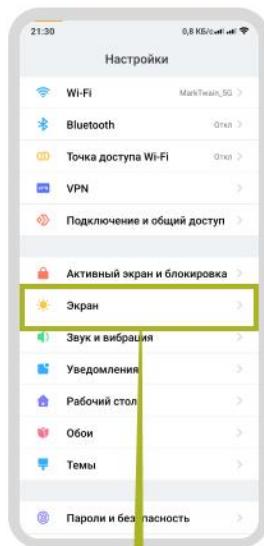 21:30 0,8 КБ/с
Настройки
Wi-Fi MarkTwain_5G
Bluetooth Откл
Точка доступа Wi-Fi Откл
VPN
Подключение и общий доступ
Активный экран и блокировка
Экран
Звук и вибрация
Уведомления
Рабочий стол
Обои
Темы
Пароли и безопасность